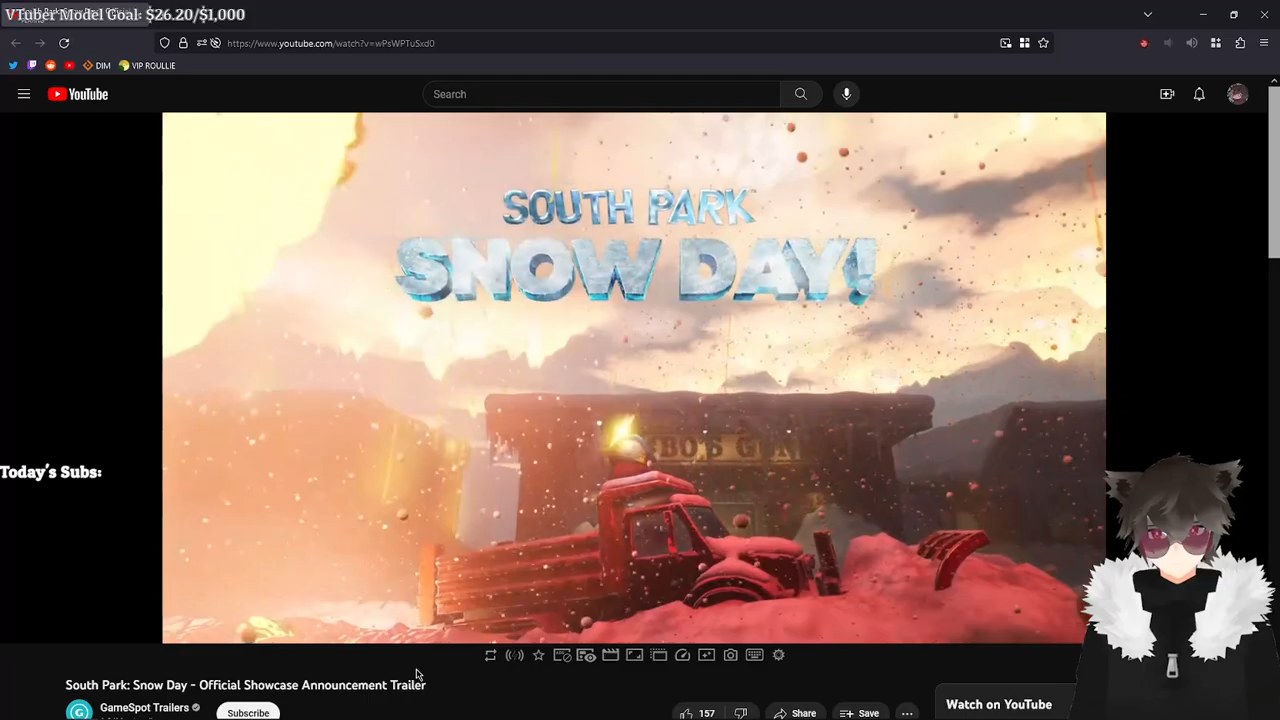 VTuber Model Goal: $26.20/$1,000
https://www.youtube.com/watch?v=wPsWPTuSxd0
DIM
VIP ROULLIE
YouTube
Search
SOUTH PARK
SNOW DAY!
Today's Subs:
South Park: Snow Day - Official Showcase Announcement Trailer
GameSpot Trailers
Subscribe
157
Share
Save
Watch on YouTube